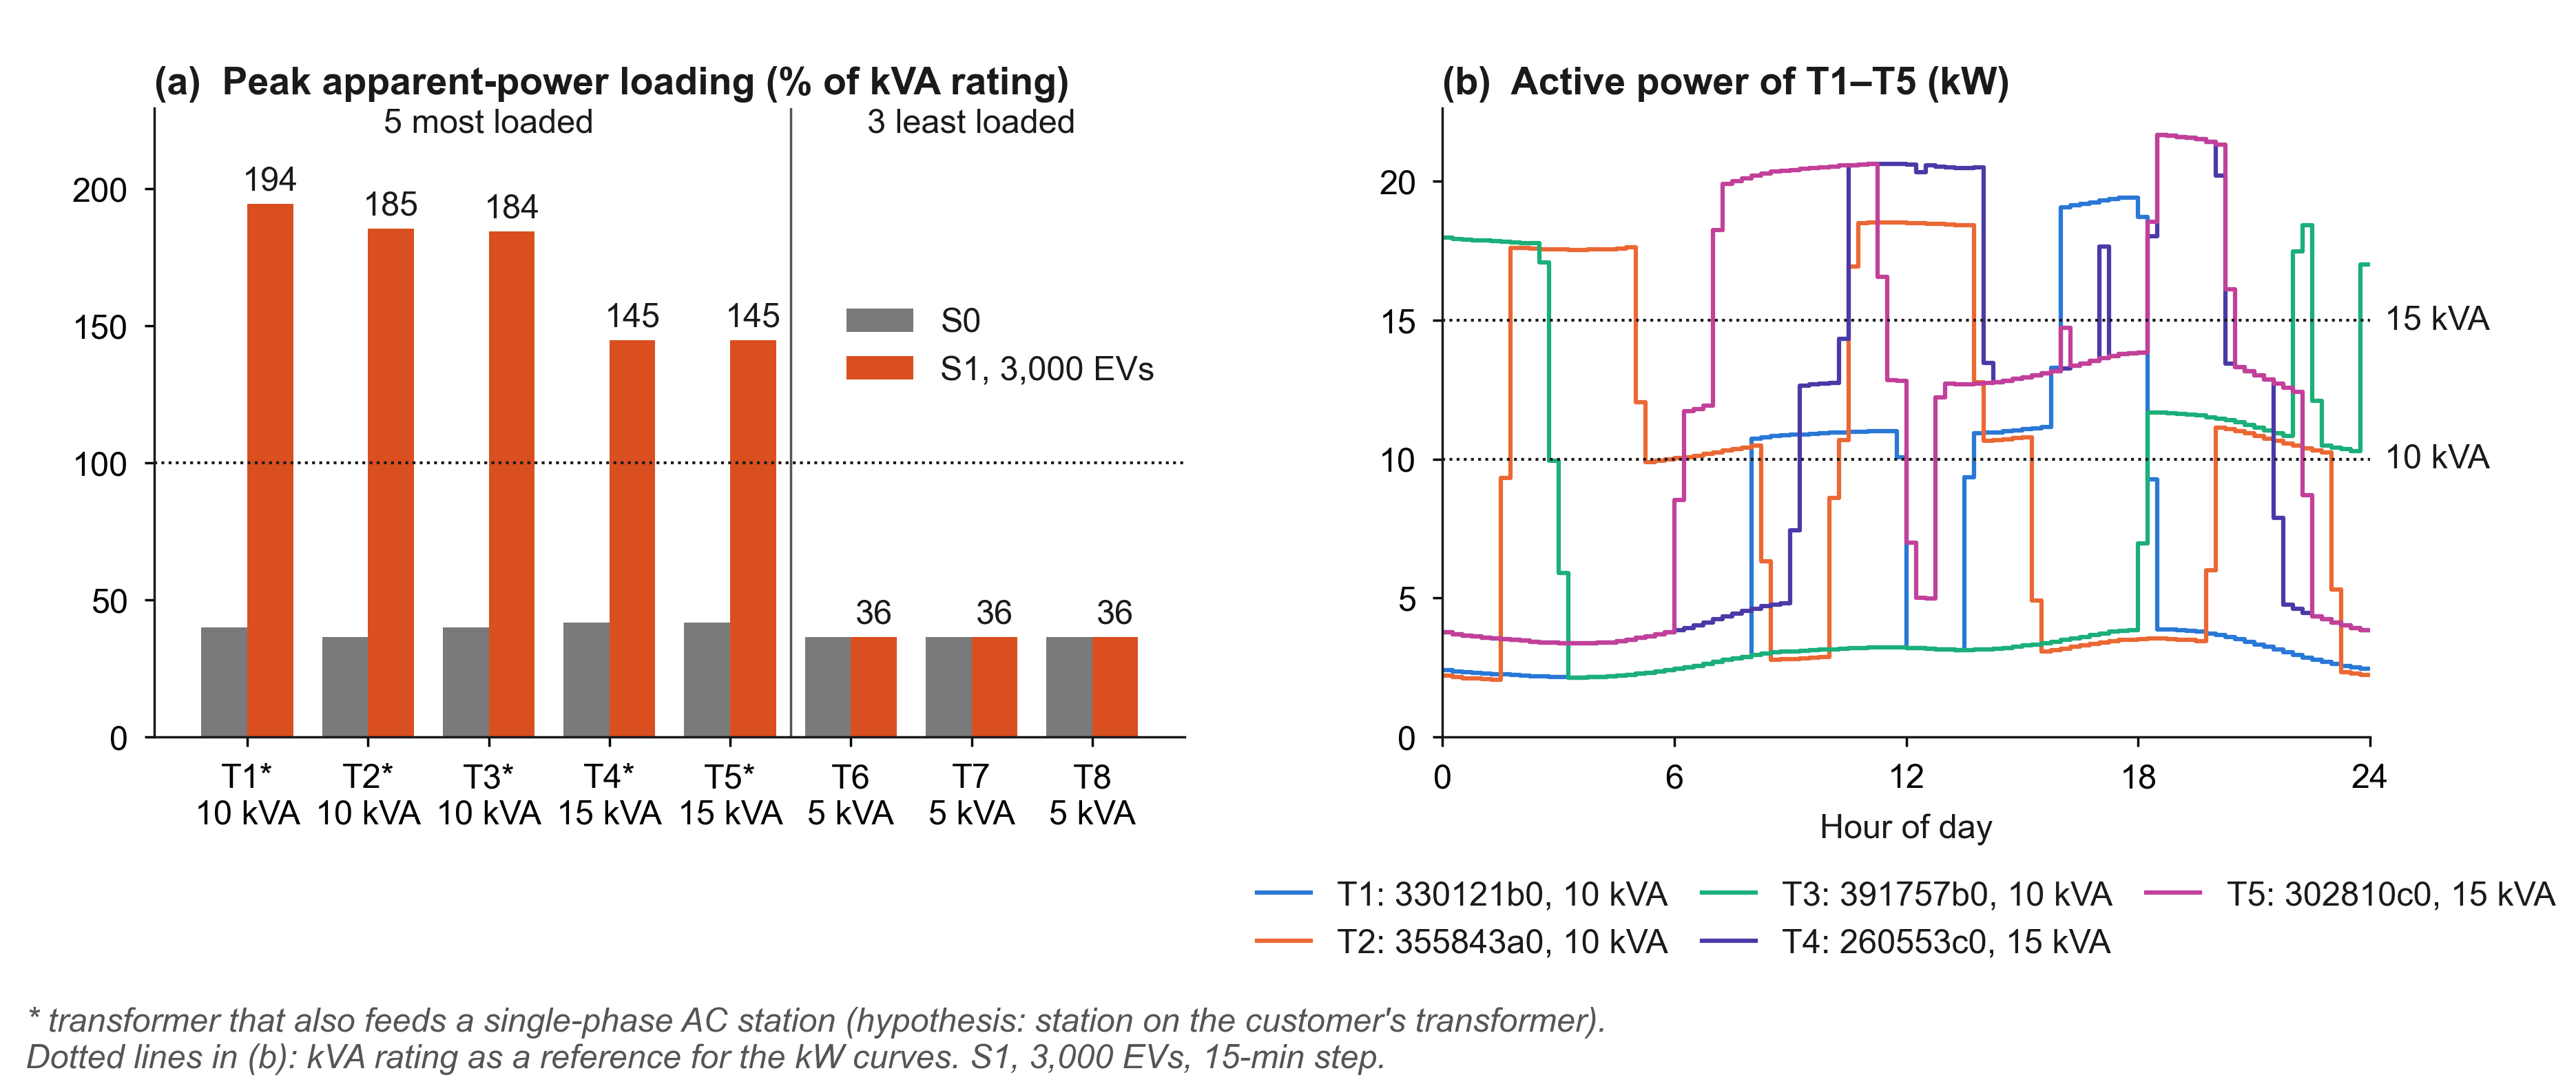 (a) Peak apparent-power loading (% of kVA rating)
5 most loaded
3 least loaded
200
150
100
50
0
194
185
184
145
145
36
36
36
S0
S1, 3,000 EVs
T1* T2* T3* T4* T5* T6 T7 T8
10 kVA 10 kVA 10 kVA 15 kVA 15 kVA 5 kVA 5 kVA 5 kVA
(b) Active power of T1–T5 (kW)
20
15
10
5
0
15 kVA
10 kVA
0 6 12 18 24
Hour of day
T1: 330121b0, 10 kVA
T2: 355843a0, 10 kVA
T3: 391757b0, 10 kVA
T4: 260553c0, 15 kVA
T5: 302810c0, 15 kVA
* transformer that also feeds a single-phase AC station (hypothesis: station on the customer's transformer).
Dotted lines in (b): kVA rating as a reference for the kW curves. S1, 3,000 EVs, 15-min step.